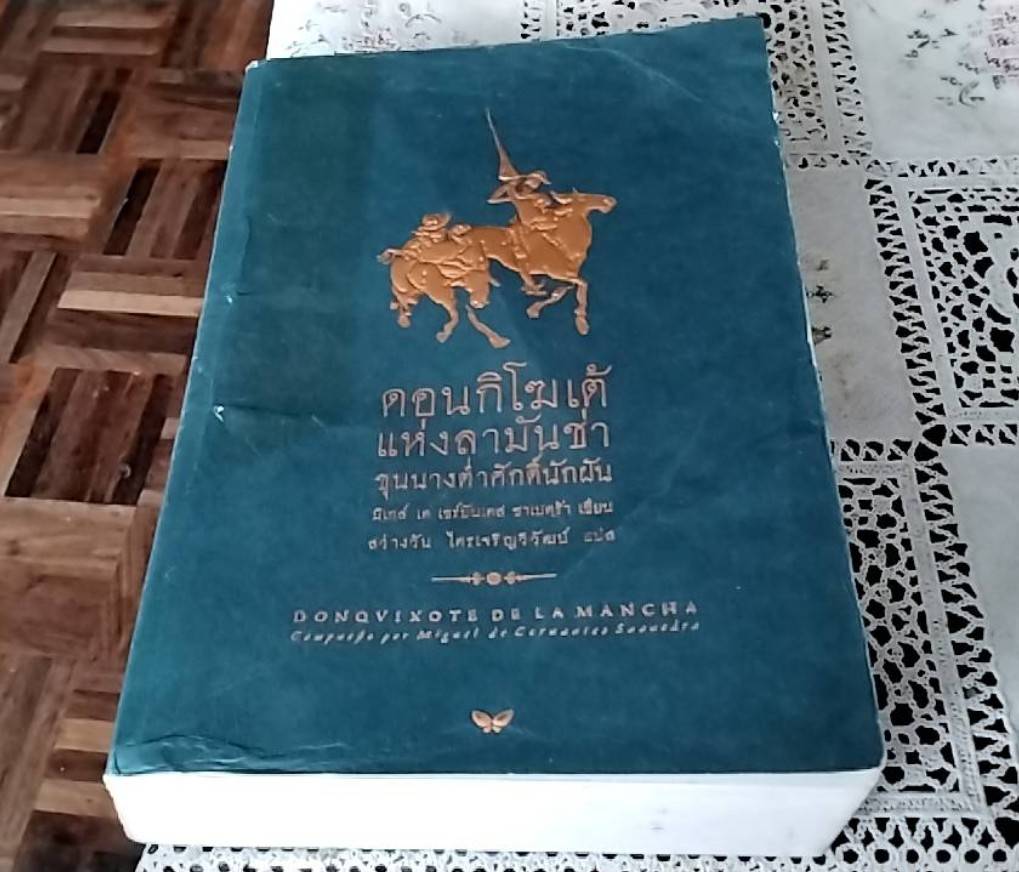 ดอนกิโฆเต้
แห่งลามันช่า
ขุนนางต่ำศักดิ์นักฝัน
มิเกล์ เด เซร์บันเตส ซาเบดร้า เขียน
สว่างวัน ไตรเจริญวิวัฒน์ แปล
DONQVIXOTE DE LA MANCHA
Compuesto por Miguel de Cervantes Saauedra